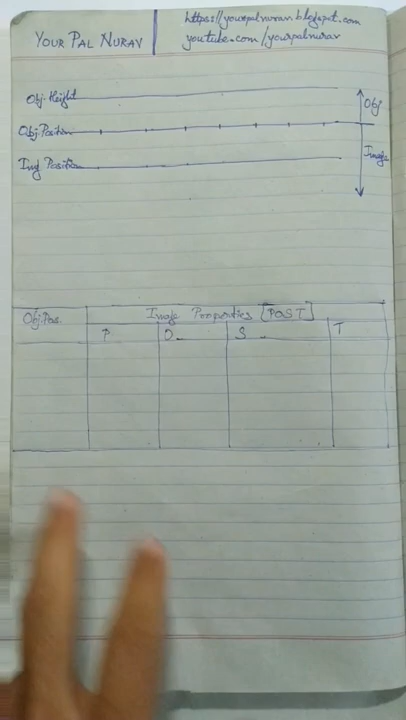 https://yourpalnurav.blogspot.com
YOUR PAL NURAV
youtube.com/yourpalnurav
Obj. Height
Obj
Obj. Position
Image
Img Position
Obj. Pos. Image Properties [POST]
P O S T